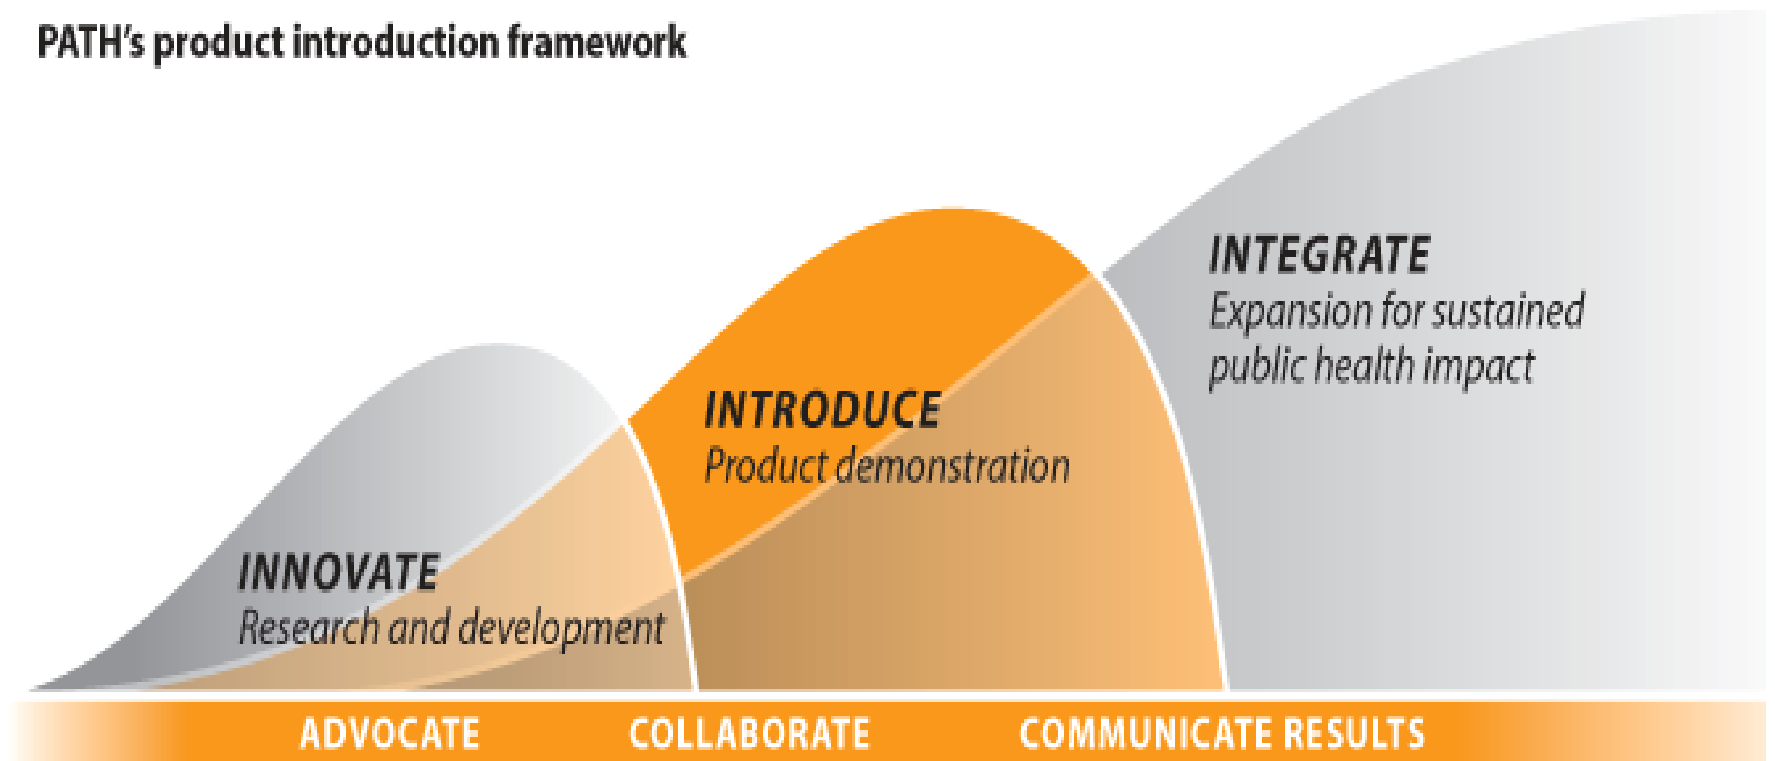 PATH's product introduction framework
INTEGRATE
Expansion for sustained
public health impact
INTRODUCE
Product demonstration
INNOVATE
Research and development
ADVOCATE
COLLABORATE
COMMUNICATE RESULTS